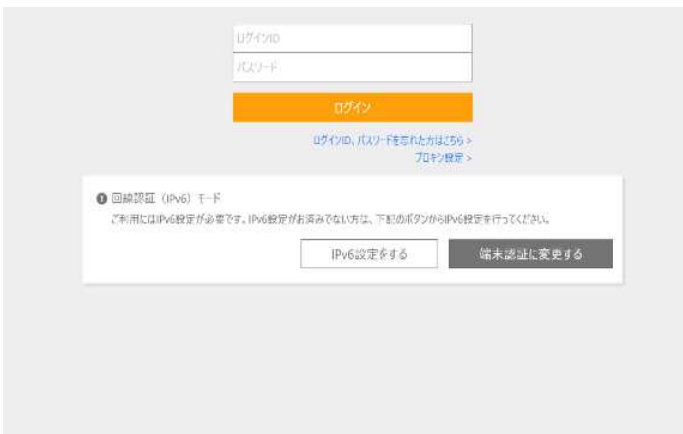 ログインID
パスワード
ログイン
ログインID、パスワードを忘れた方はこちら >
プロキシ設定 >
回線認証（IPv6）モード
ご利用にはIPv6設定が必要です。IPv6設定がお済みでない方は、下記のボタンからIPv6設定を行ってください。
IPv6設定をする
端末認証に変更する